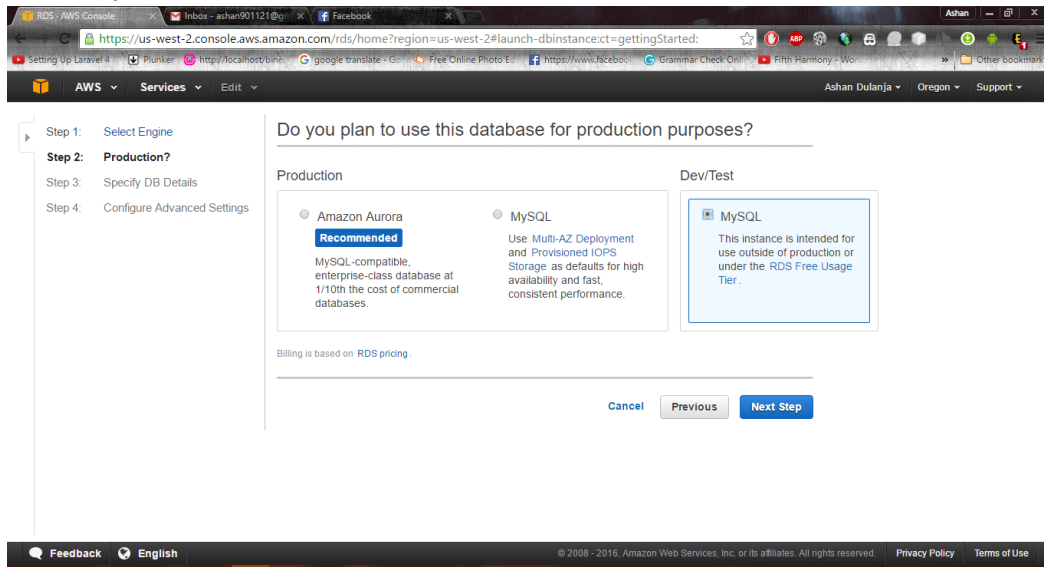 RDS - AWS Console
Inbox - ashan901121@g
Facebook
Ashan
https://us-west-2.console.aws.amazon.com/rds/home?region=us-west-2#launch-dbinstance:ct=gettingStarted:
ABP
Setting Up Laravel 4
Plunker
http://localhost/bine
google translate - Go
Free Online Photo Ed
https://www.faceboo
Grammar Check Onli
Fifth Harmony - Wor
»
Other bookmark
AWS
Services
Edit
Ashan Dulanja
Oregon
Support
Step 1: Select Engine
Step 2: Production?
Step 3: Specify DB Details
Step 4: Configure Advanced Settings
Do you plan to use this database for production purposes?
Production
Amazon Aurora
Recommended
MySQL-compatible,
enterprise-class database at
1/10th the cost of commercial
databases.
MySQL
Use Multi-AZ Deployment
and Provisioned IOPS
Storage as defaults for high
availability and fast,
consistent performance.
Dev/Test
MySQL
This instance is intended for
use outside of production or
under the RDS Free Usage
Tier.
Billing is based on RDS pricing.
Cancel
Previous
Next Step
Feedback
English
© 2008 - 2016, Amazon Web Services, Inc. or its affiliates. All rights reserved.
Privacy Policy
Terms of Use